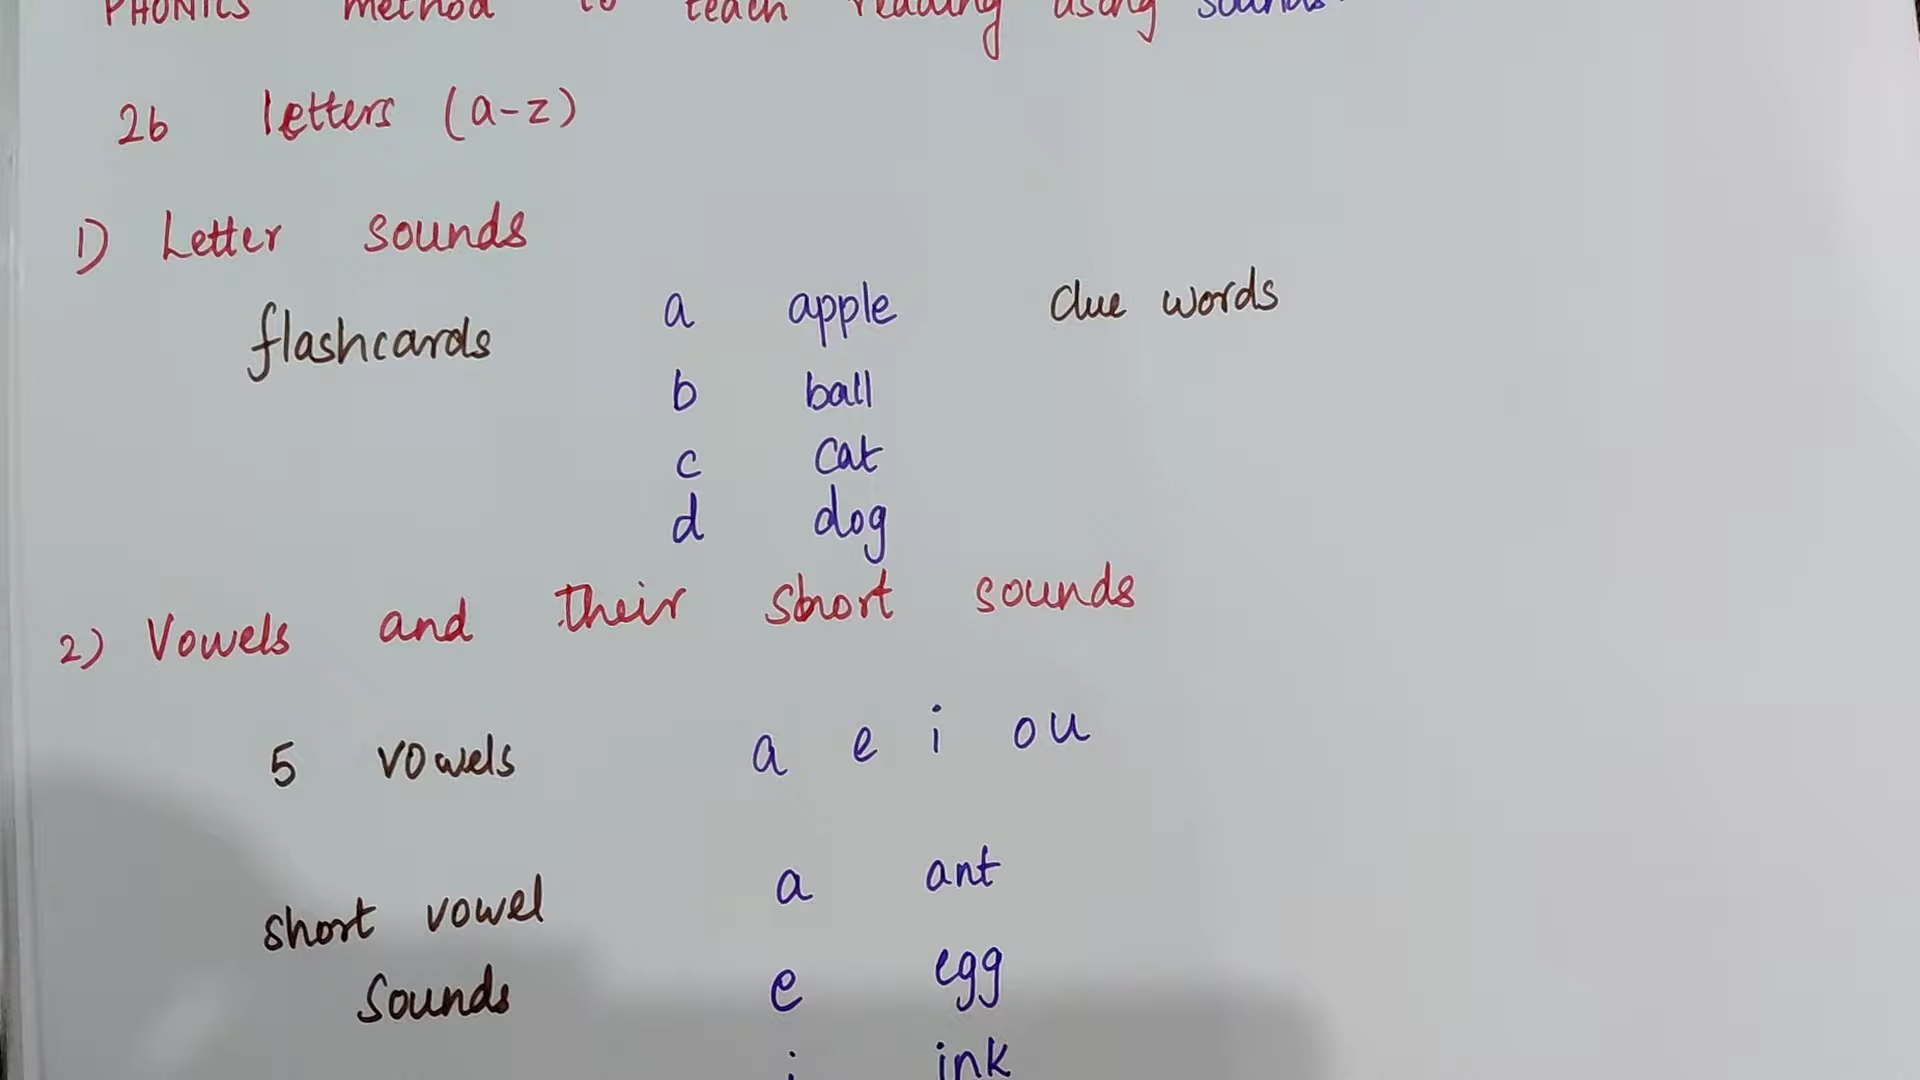 PHONICS method to teach reading using sounds.
26 letters (a-z)
1) Letter sounds
flashcards a apple clue words
b ball
c cat
d dog
2) Vowels and their short sounds
5 vowels a e i o u
short vowel a ant
sounds e egg
i ink